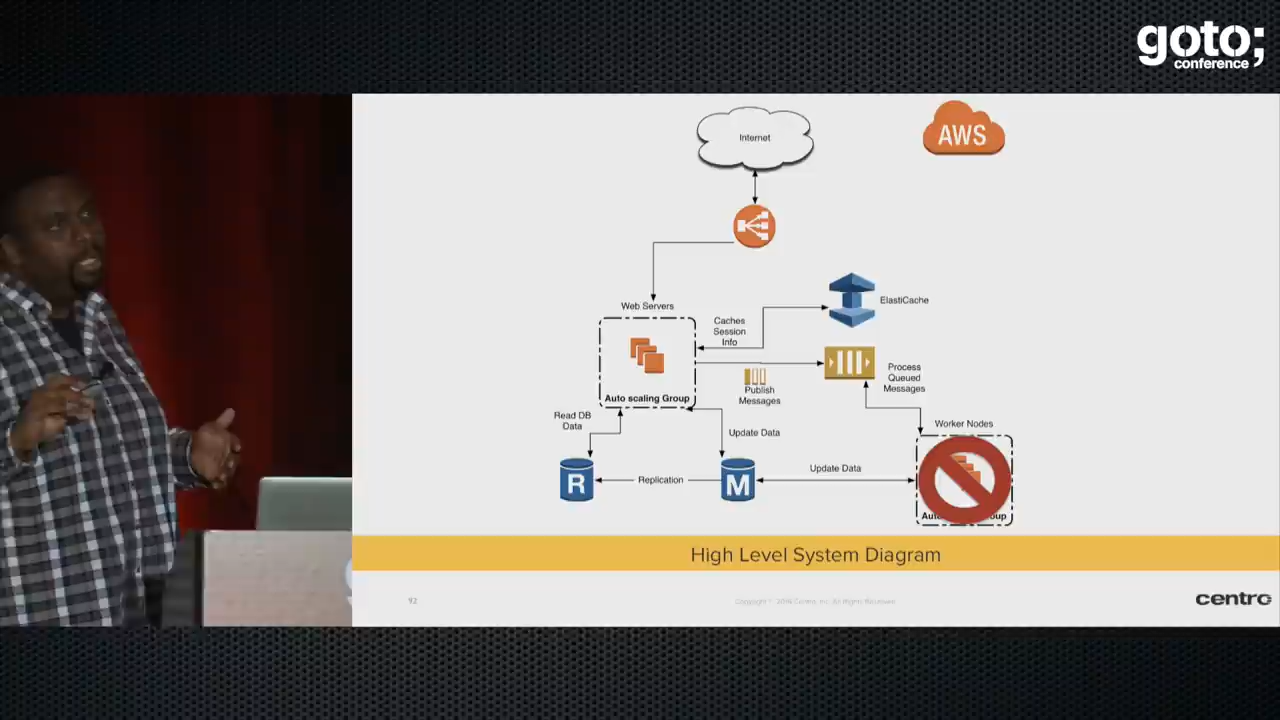 goto;
conference
Internet
AWS
Web Servers
ElastiCache
Caches
Session
Info
Process
Queued
Messages
Publish
Messages
Auto scaling Group
Read DB
Data
Update Data
Worker Nodes
Update Data
R
Replication
M
High Level System Diagram
92
centro